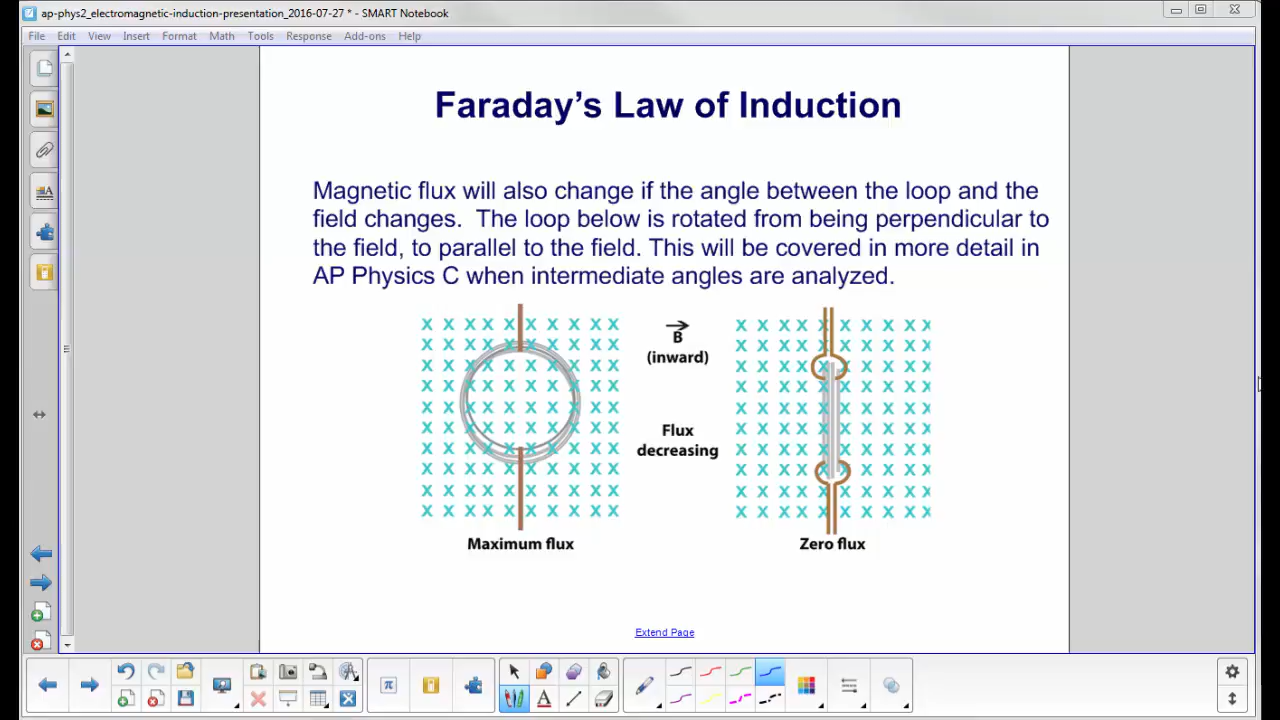 ap-phys2_electromagnetic-induction-presentation_2016-07-27 * - SMART Notebook
File Edit View Insert Format Math Tools Response Add-ons Help
Faraday's Law of Induction
Magnetic flux will also change if the angle between the loop and the
field changes.  The loop below is rotated from being perpendicular to
the field, to parallel to the field. This will be covered in more detail in
AP Physics C when intermediate angles are analyzed.
B
(inward)
Flux
decreasing
Maximum flux
Zero flux
Extend Page